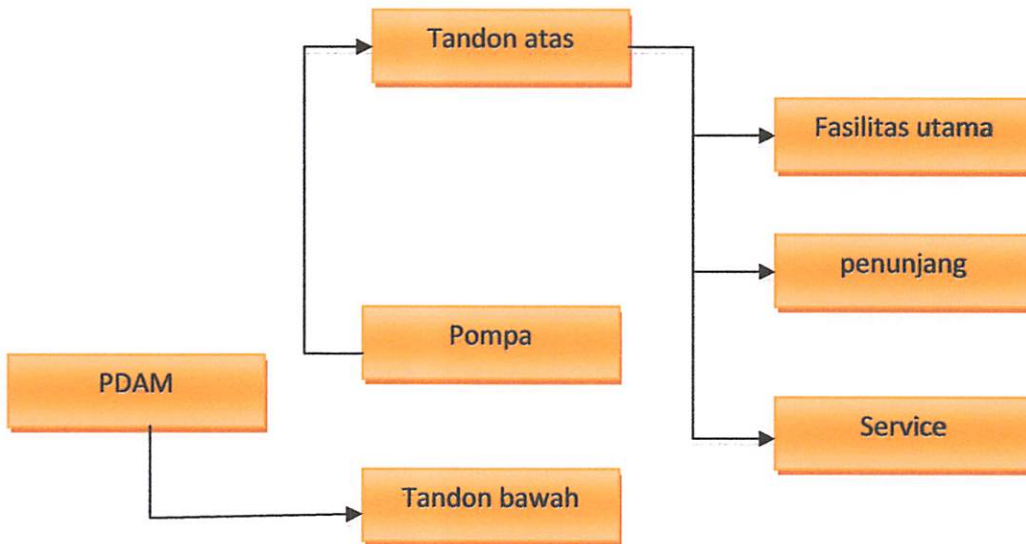 Tandon atas
Fasilitas utama
penunjang
Pompa
PDAM
Service
Tandon bawah